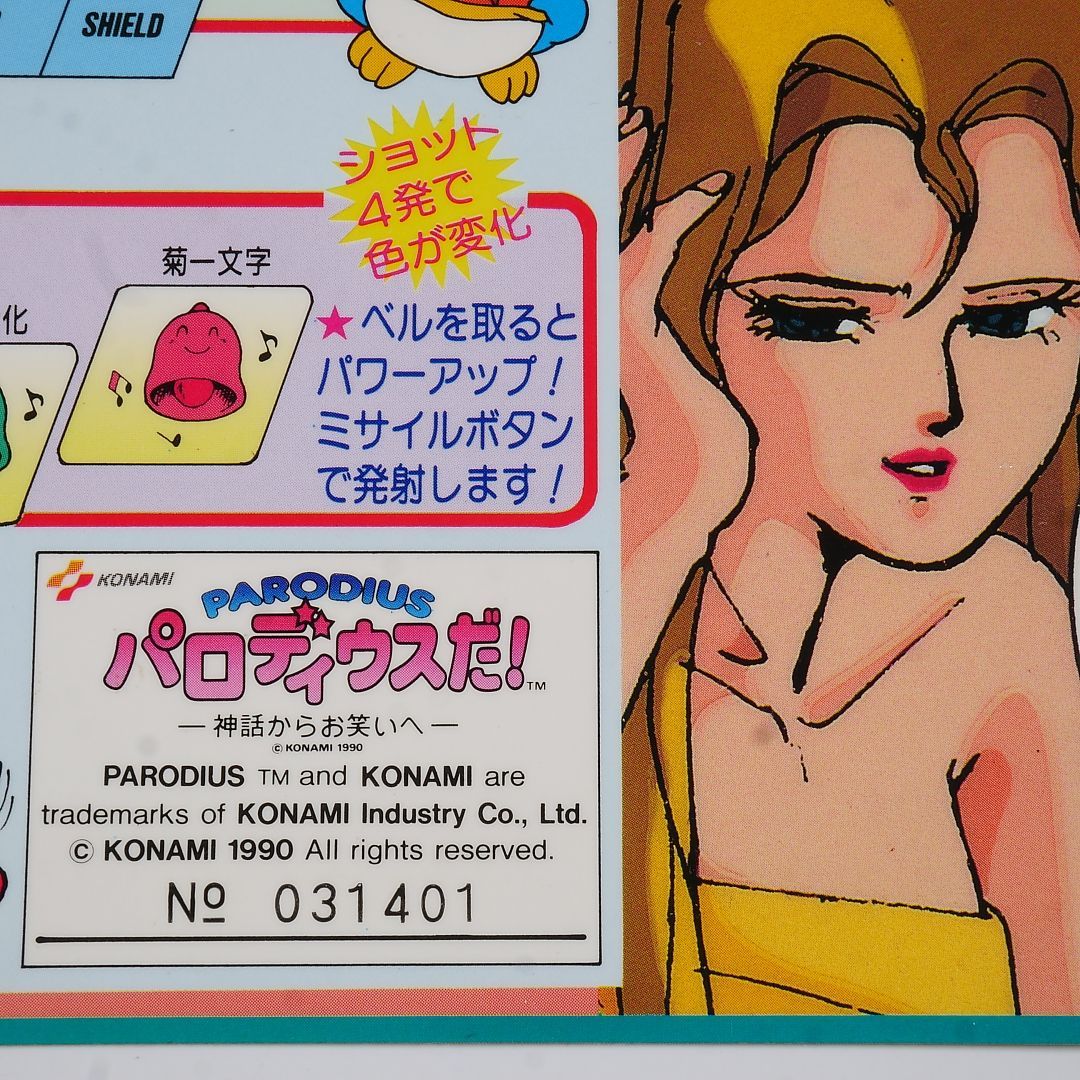 SHIELD
ショット
4発で
色が変化
菊一文字
化
★ベルを取ると
パワーアップ!
ミサイルボタン
で発射します!
KONAMI
PARODIUS
パロディウスだ!™
─神話からお笑いへ─
© KONAMI 1990
PARODIUS TM and KONAMI are
trademarks of KONAMI Industry Co., Ltd.
© KONAMI 1990 All rights reserved.
No 031401